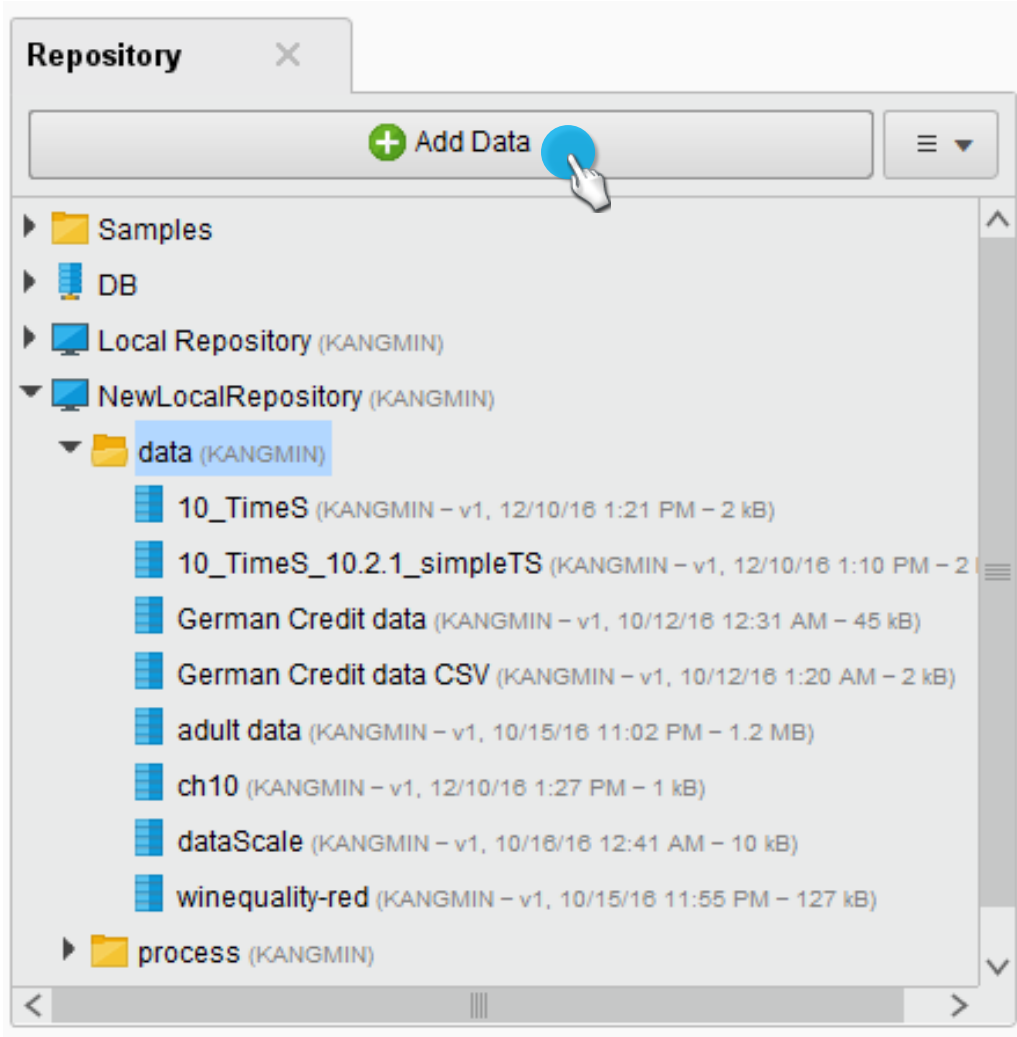 Repository
Add Data
Samples
DB
Local Repository (KANGMIN)
NewLocalRepository (KANGMIN)
data (KANGMIN)
10_TimeS (KANGMIN – v1, 12/10/16 1:21 PM – 2 kB)
10_TimeS_10.2.1_simpleTS (KANGMIN – v1, 12/10/16 1:10 PM – 2
German Credit data (KANGMIN – v1, 10/12/16 12:31 AM – 45 kB)
German Credit data CSV (KANGMIN – v1, 10/12/16 1:20 AM – 2 kB)
adult data (KANGMIN – v1, 10/15/16 11:02 PM – 1.2 MB)
ch10 (KANGMIN – v1, 12/10/16 1:27 PM – 1 kB)
dataScale (KANGMIN – v1, 10/16/16 12:41 AM – 10 kB)
winequality-red (KANGMIN – v1, 10/15/16 11:55 PM – 127 kB)
process (KANGMIN)